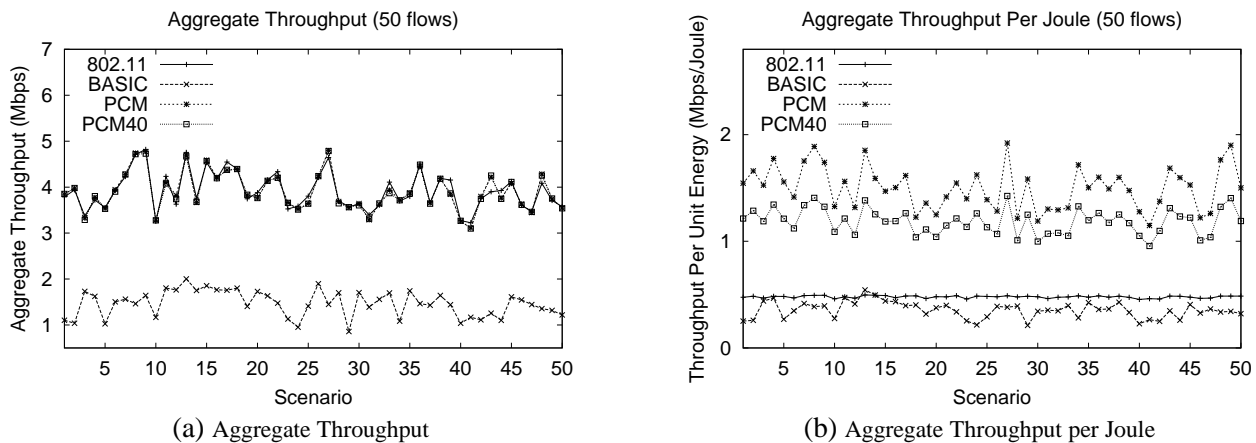 Aggregate Throughput (50 flows)
7
6
5
4
3
2
1
Aggregate Throughput (Mbps)
802.11
BASIC
PCM
PCM40
5 10 15 20 25 30 35 40 45 50
Scenario
(a) Aggregate Throughput
Aggregate Throughput Per Joule (50 flows)
2
1
0
Throughput Per Unit Energy (Mbps/Joule)
802.11
BASIC
PCM
PCM40
5 10 15 20 25 30 35 40 45 50
Scenario
(b) Aggregate Throughput per Joule